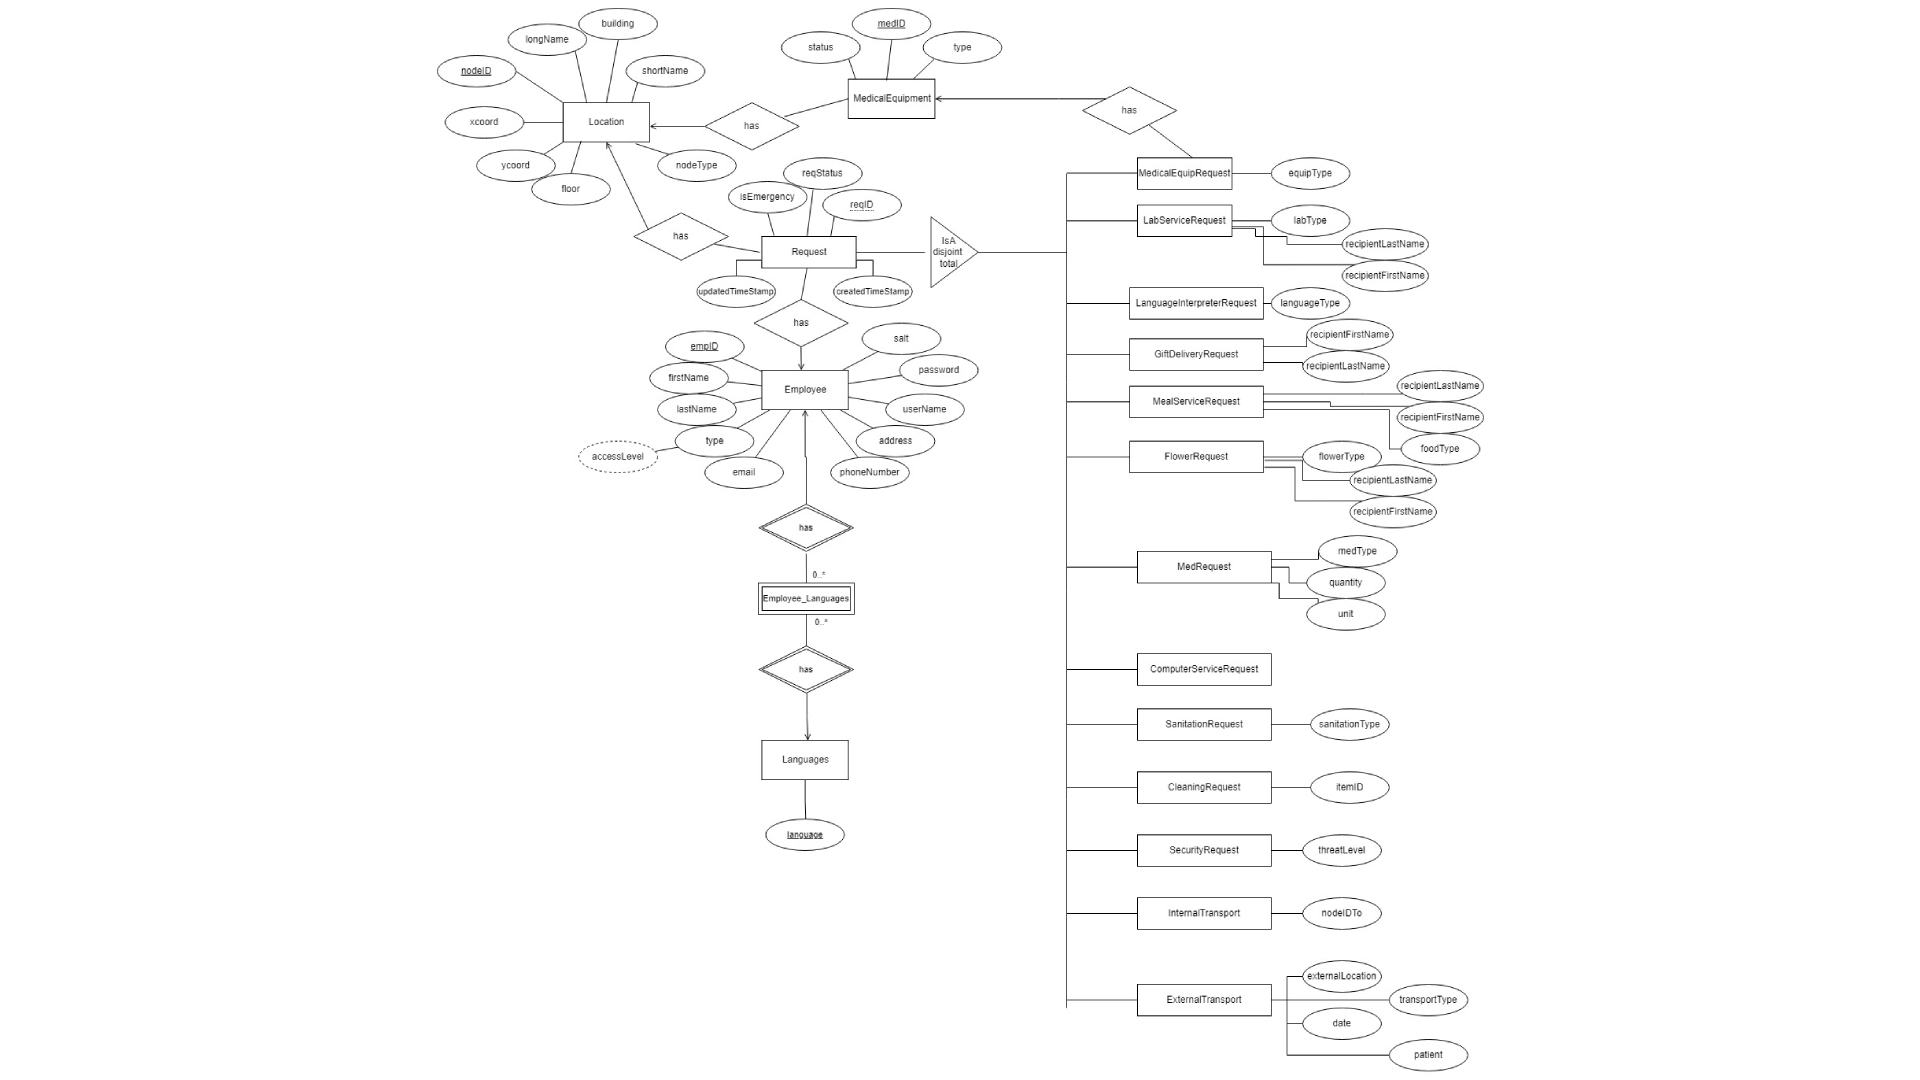 building
medID
longName
status
type
nodeID
shortName
MedicalEquipment
has
xcoord
Location
has
ycoord
nodeType
floor
reqStatus
isEmergency
reqID
has
Request
IsA
disjoint
total
updatedTimeStamp
createdTimeStamp
has
empID
salt
firstName
password
Employee
lastName
userName
type
address
accessLevel
email
phoneNumber
has
0..*
Employee_Languages
0..*
has
Languages
language
MedicalEquipRequest
equipType
LabServiceRequest
labType
recipientLastName
recipientFirstName
LanguageInterpreterRequest
languageType
recipientFirstName
GiftDeliveryRequest
recipientLastName
recipientLastName
MealServiceRequest
recipientFirstName
foodType
FlowerRequest
flowerType
recipientLastName
recipientFirstName
medType
MedRequest
quantity
unit
ComputerServiceRequest
SanitationRequest
sanitationType
CleaningRequest
itemID
SecurityRequest
threatLevel
InternalTransport
nodeIDTo
externalLocation
ExternalTransport
transportType
date
patient